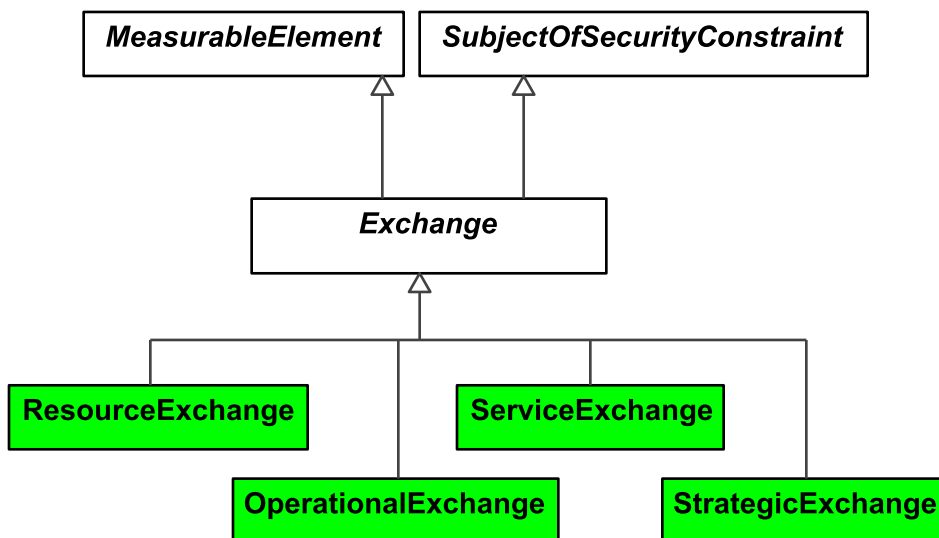 MeasurableElement
SubjectOfSecurityConstraint
Exchange
ResourceExchange
ServiceExchange
OperationalExchange
StrategicExchange